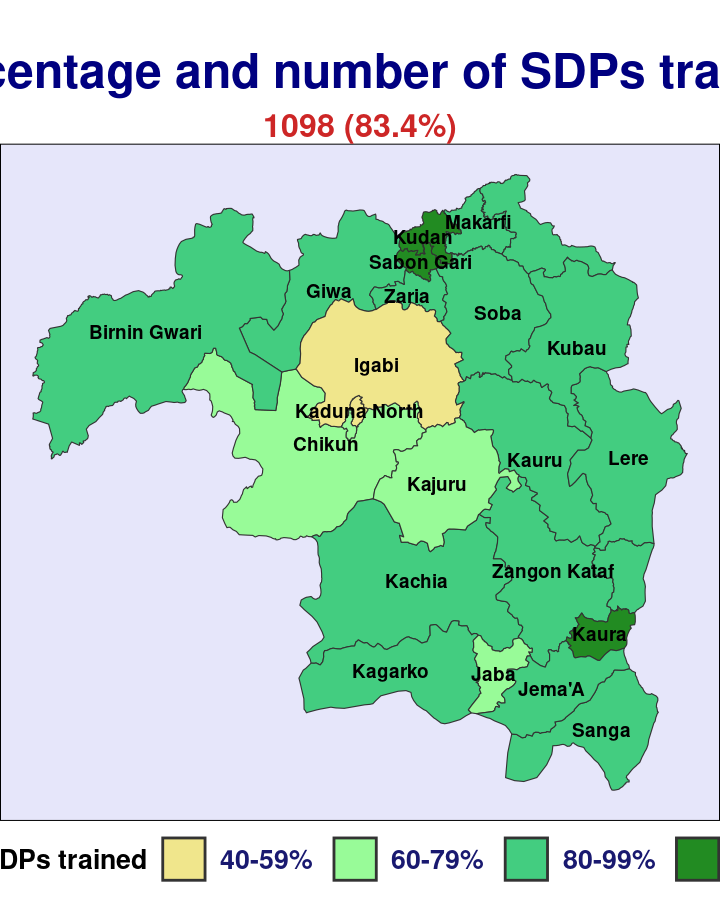 centage and number of SDPs tra
1098 (83.4%)
Makarfi
Kudan
Sabon Gari
Giwa
Zaria
Soba
Birnin Gwari
Kubau
Igabi
Kaduna North
Chikun
Kauru
Lere
Kajuru
Zangon Kataf
Kachia
Kaura
Kagarko
Jaba
Jema'A
Sanga
DPs trained 40-59% 60-79% 80-99%